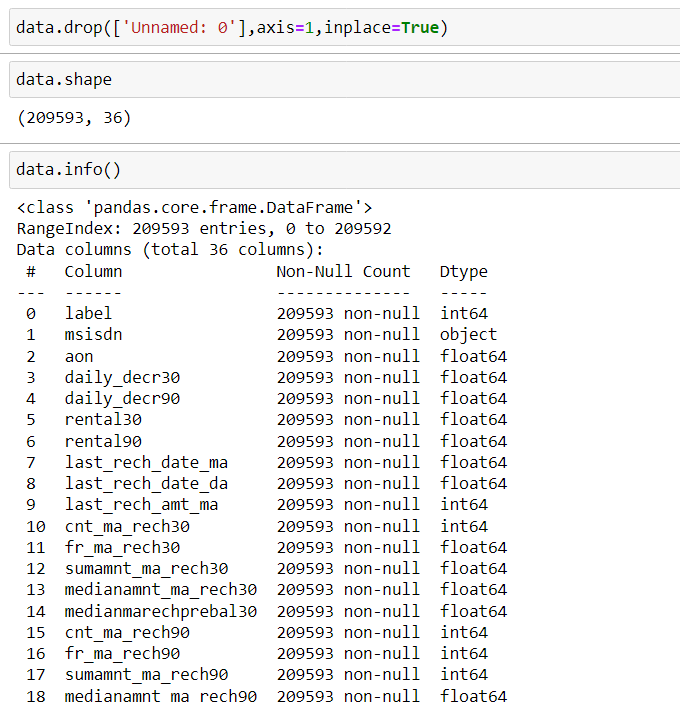 data.drop(['Unnamed: 0'],axis=1,inplace=True)
data.shape
(209593, 36)
data.info()
<class 'pandas.core.frame.DataFrame'>
RangeIndex: 209593 entries, 0 to 209592
Data columns (total 36 columns):
 #   Column                Non-Null Count   Dtype
---  ------                --------------   -----
 0   label                 209593 non-null  int64
 1   msisdn                209593 non-null  object
 2   aon                   209593 non-null  float64
 3   daily_decr30          209593 non-null  float64
 4   daily_decr90          209593 non-null  float64
 5   rental30              209593 non-null  float64
 6   rental90              209593 non-null  float64
 7   last_rech_date_ma     209593 non-null  float64
 8   last_rech_date_da     209593 non-null  float64
 9   last_rech_amt_ma      209593 non-null  int64
 10  cnt_ma_rech30         209593 non-null  int64
 11  fr_ma_rech30          209593 non-null  float64
 12  sumamnt_ma_rech30     209593 non-null  float64
 13  medianamnt_ma_rech30  209593 non-null  float64
 14  medianmarechprebal30  209593 non-null  float64
 15  cnt_ma_rech90         209593 non-null  int64
 16  fr_ma_rech90          209593 non-null  int64
 17  sumamnt_ma_rech90     209593 non-null  int64
 18  medianamnt_ma_rech90  209593 non-null  float64